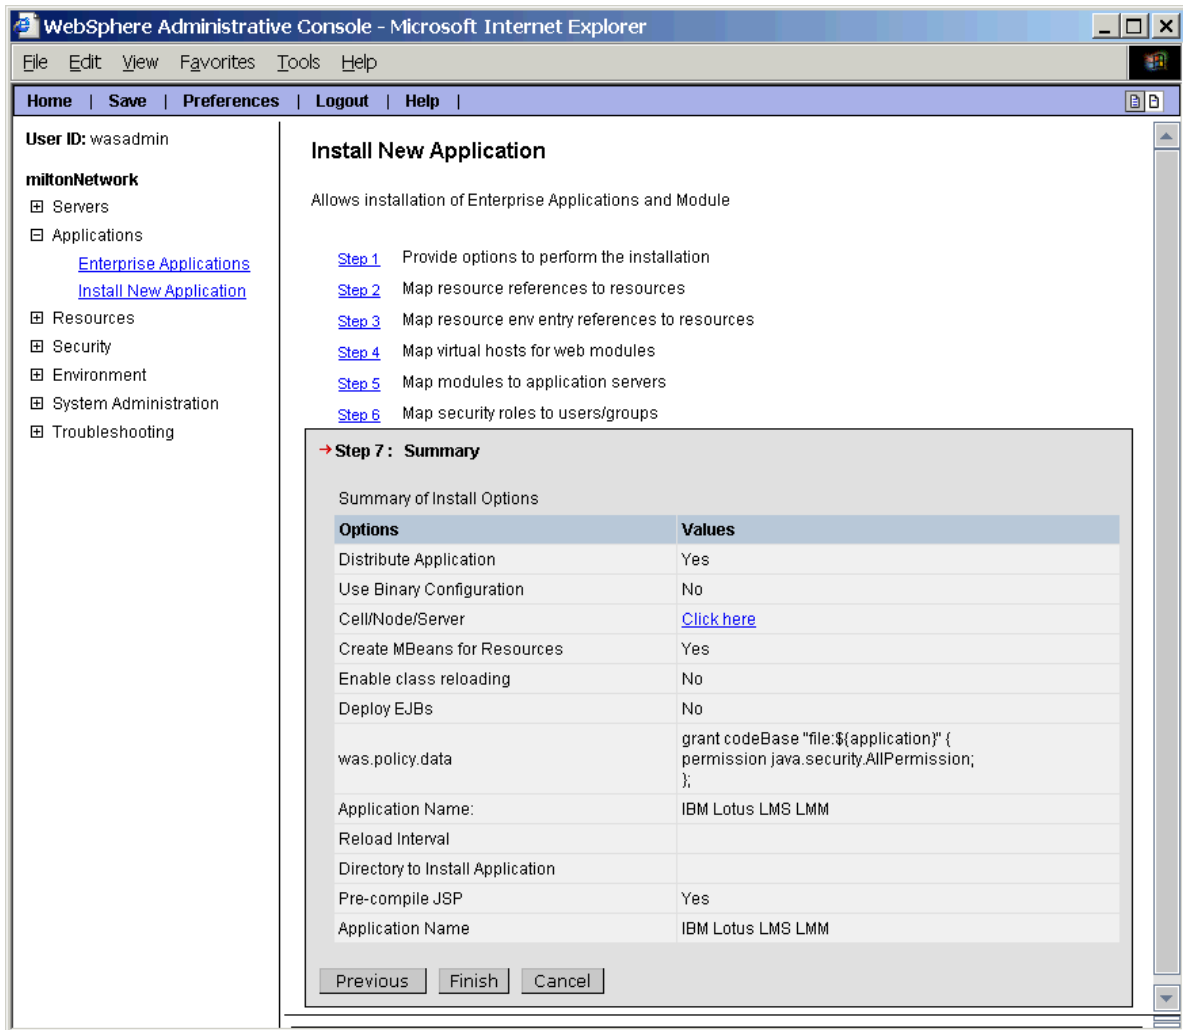 WebSphere Administrative Console - Microsoft Internet Explorer
File Edit View Favorites Tools Help
Home | Save | Preferences | Logout | Help |
User ID: wasadmin
miltonNetwork
Servers
Applications
Enterprise Applications
Install New Application
Resources
Security
Environment
System Administration
Troubleshooting
Install New Application
Allows installation of Enterprise Applications and Module
Step 1 Provide options to perform the installation
Step 2 Map resource references to resources
Step 3 Map resource env entry references to resources
Step 4 Map virtual hosts for web modules
Step 5 Map modules to application servers
Step 6 Map security roles to users/groups
Step 7 : Summary
Summary of Install Options
Options Values
Distribute Application Yes
Use Binary Configuration No
Cell/Node/Server Click here
Create MBeans for Resources Yes
Enable class reloading No
Deploy EJBs No
was.policy.data grant codeBase "file:${application}" {
permission java.security.AllPermission;
};
Application Name: IBM Lotus LMS LMM
Reload Interval
Directory to Install Application
Pre-compile JSP Yes
Application Name IBM Lotus LMS LMM
Previous Finish Cancel